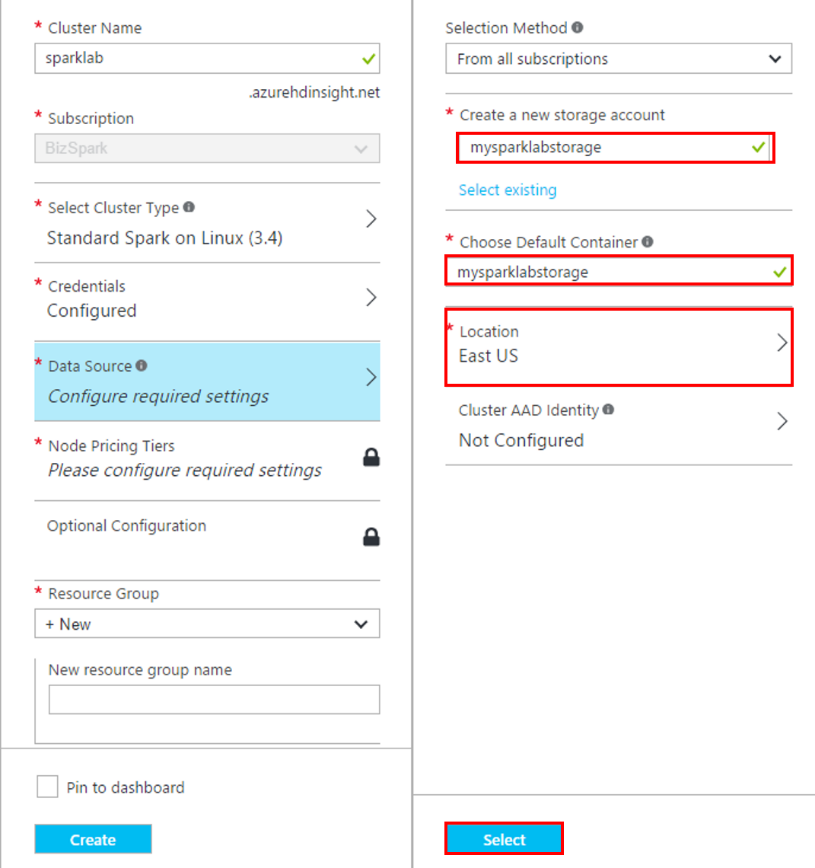 * Cluster Name
sparklab
.azurehdinsight.net
* Subscription
BizSpark
* Select Cluster Type
Standard Spark on Linux (3.4)
* Credentials
Configured
* Data Source
Configure required settings
* Node Pricing Tiers
Please configure required settings
Optional Configuration
* Resource Group
+ New
New resource group name
Pin to dashboard
Create
Selection Method
From all subscriptions
* Create a new storage account
mysparklabstorage
Select existing
* Choose Default Container
mysparklabstorage
* Location
East US
Cluster AAD Identity
Not Configured
Select